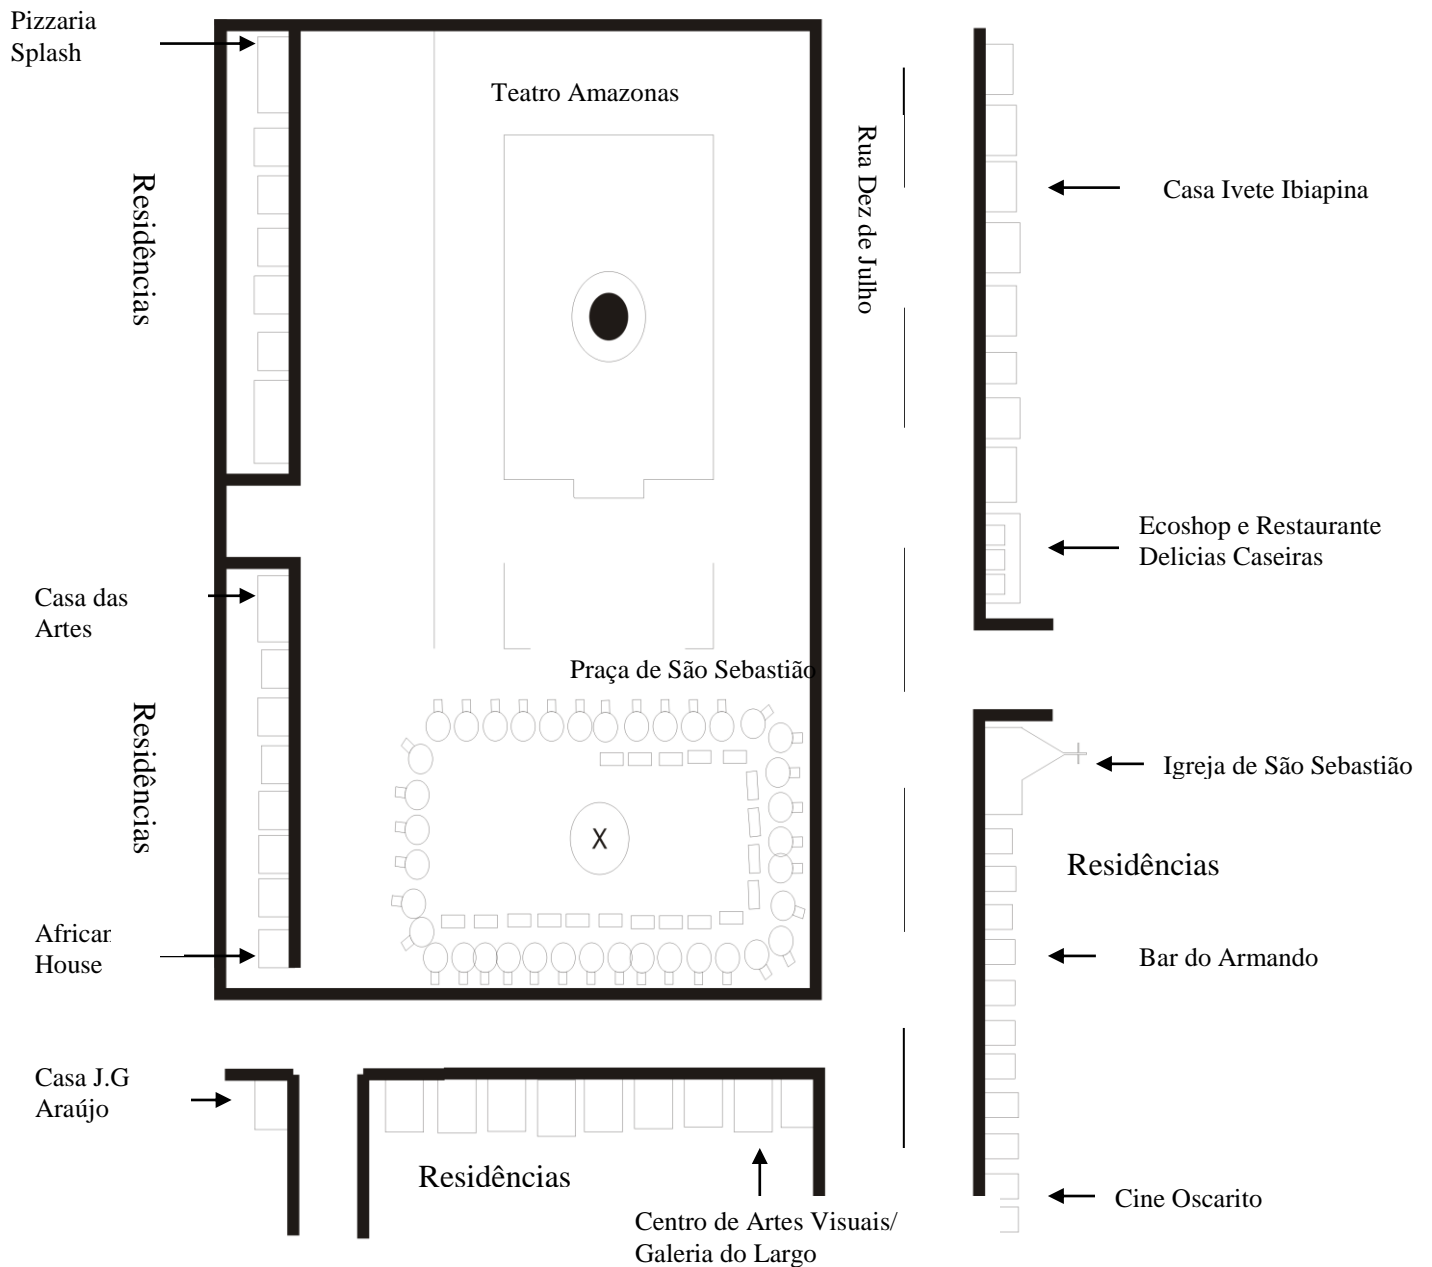 Pizzaria
Splash
Teatro Amazonas
Rua Dez de Julho
Residências
Casa Ivete Ibiapina
Ecoshop e Restaurante
Delicias Caseiras
Casa das
Artes
Praça de São Sebastião
Residências
Igreja de São Sebastião
X
Residências
African
House
Bar do Armando
Casa J.G
Araújo
Residências
Cine Oscarito
Centro de Artes Visuais/
Galeria do Largo